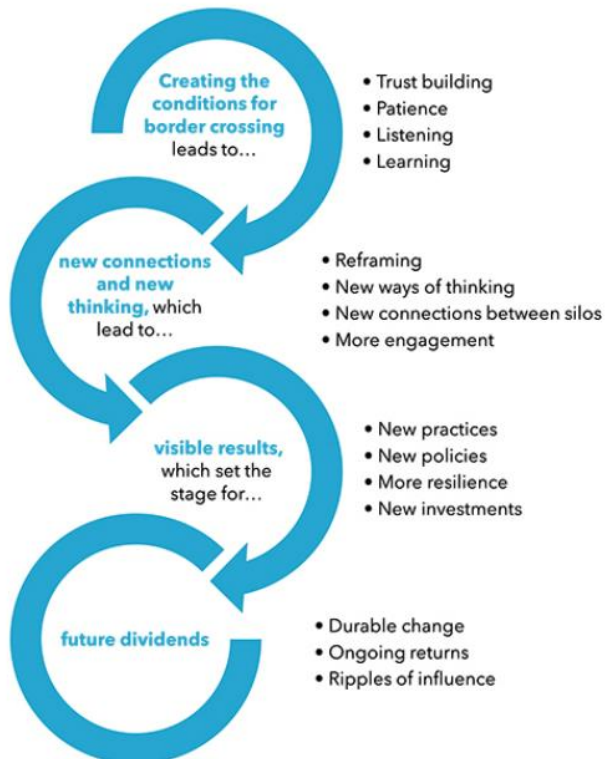 Creating the
conditions for
border crossing
leads to...
• Trust building
• Patience
• Listening
• Learning
new connections
and new
thinking, which
lead to...
• Reframing
• New ways of thinking
• New connections between silos
• More engagement
visible results,
which set the
stage for...
• New practices
• New policies
• More resilience
• New investments
future dividends
• Durable change
• Ongoing returns
• Ripples of influence